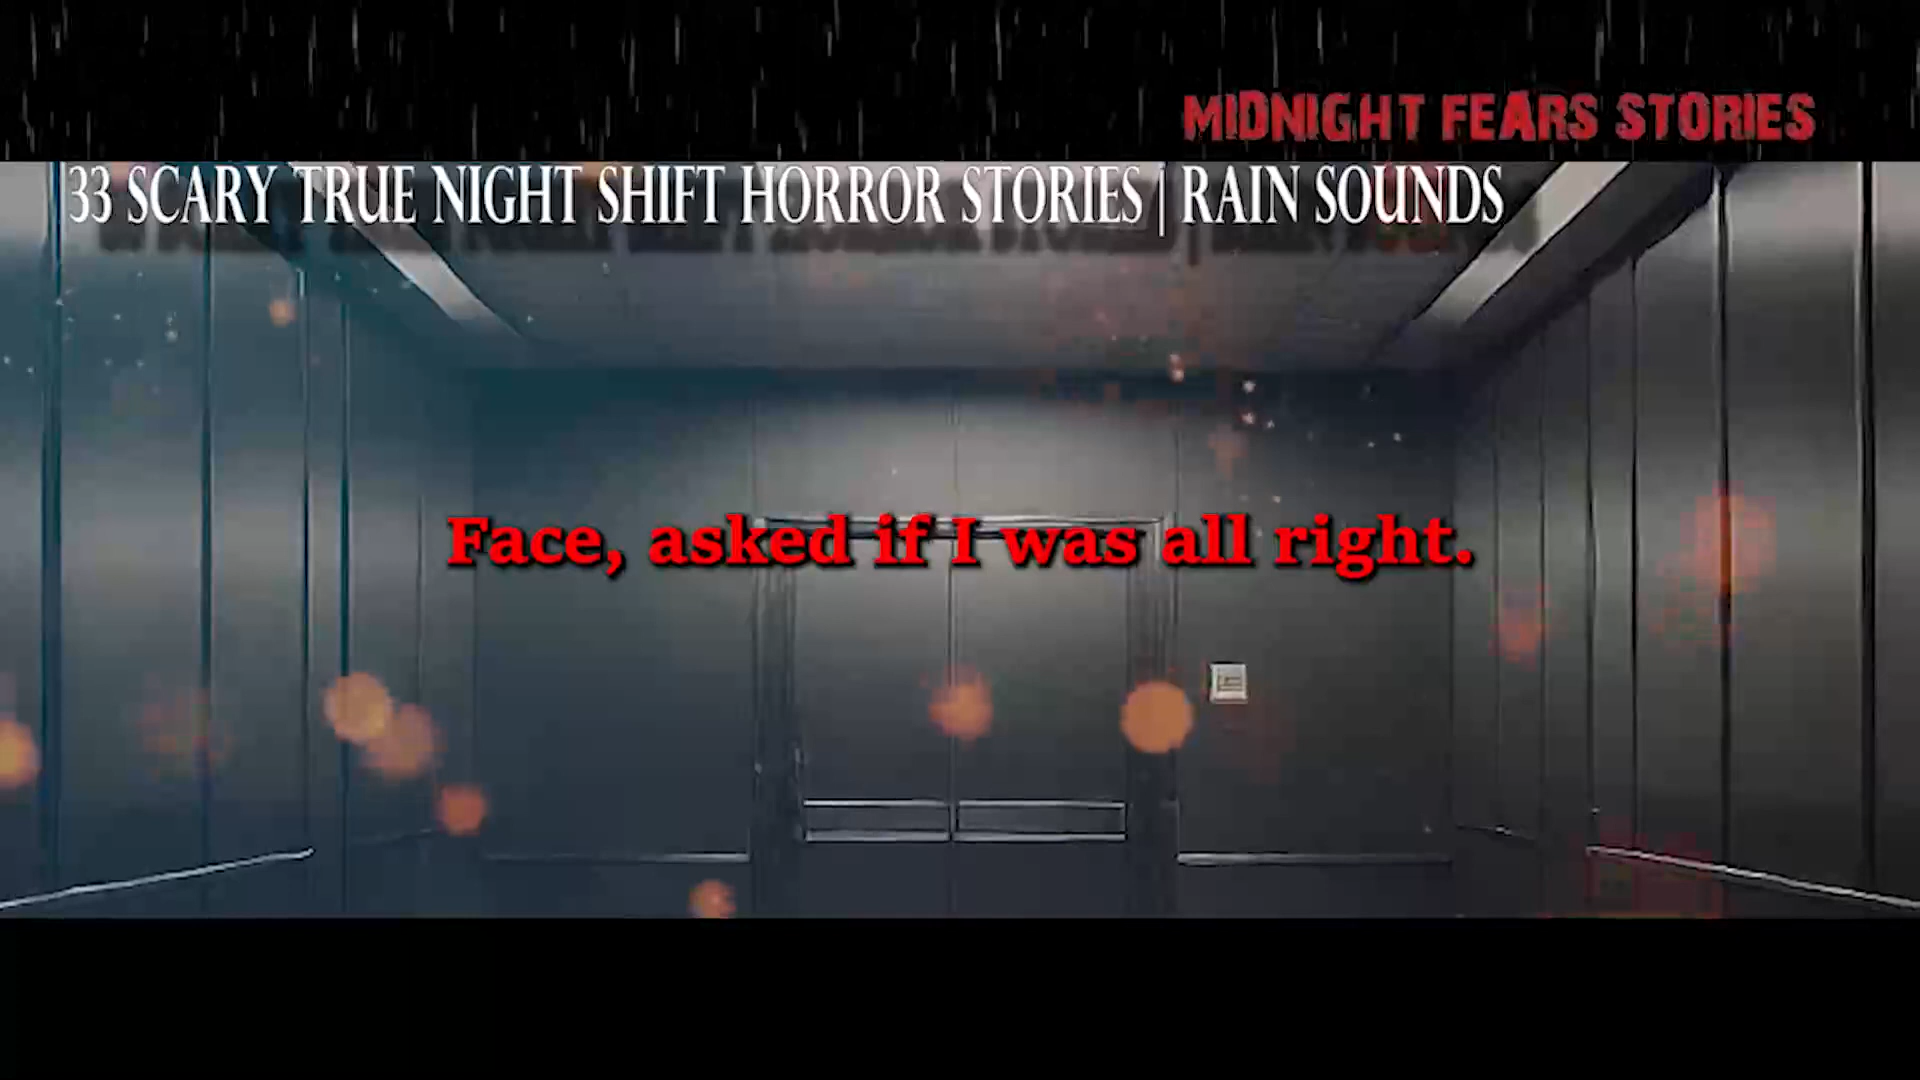 MIDNIGHT FEARS STORIES
33 SCARY TRUE NIGHT SHIFT HORROR STORIES | RAIN SOUNDS
Face, asked if I was all right.